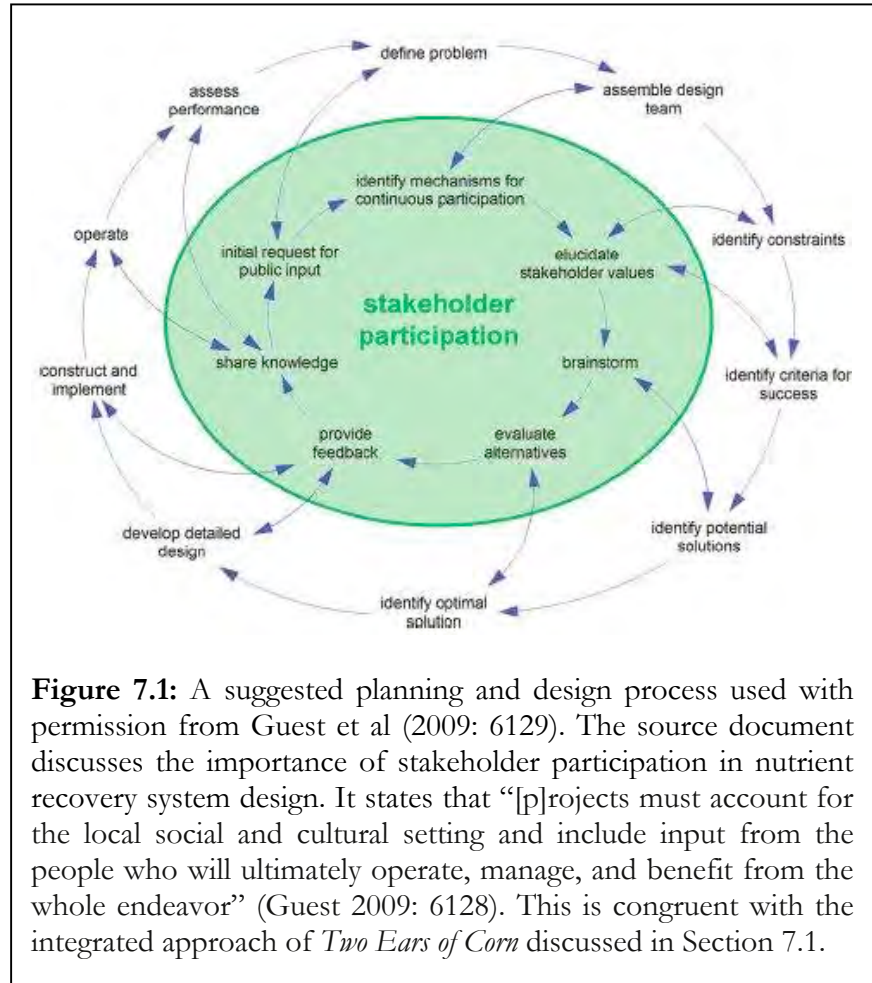 define problem
assess
performance
assemble design
team
identify mechanisms for
continuous participation
operate
initial request for
public input
elucidate
stakeholder values
identify constraints
stakeholder
participation
construct and
implement
share knowledge
brainstorm
identify criteria for
success
provide
feedback
evaluate
alternatives
develop detailed
design
identify potential
solutions
identify optimal
solution
Figure 7.1: A suggested planning and design process used with
permission from Guest et al (2009: 6129). The source document
discusses the importance of stakeholder participation in nutrient
recovery system design. It states that “[p]rojects must account for
the local social and cultural setting and include input from the
people who will ultimately operate, manage, and benefit from the
whole endeavor” (Guest 2009: 6128). This is congruent with the
integrated approach of Two Ears of Corn discussed in Section 7.1.